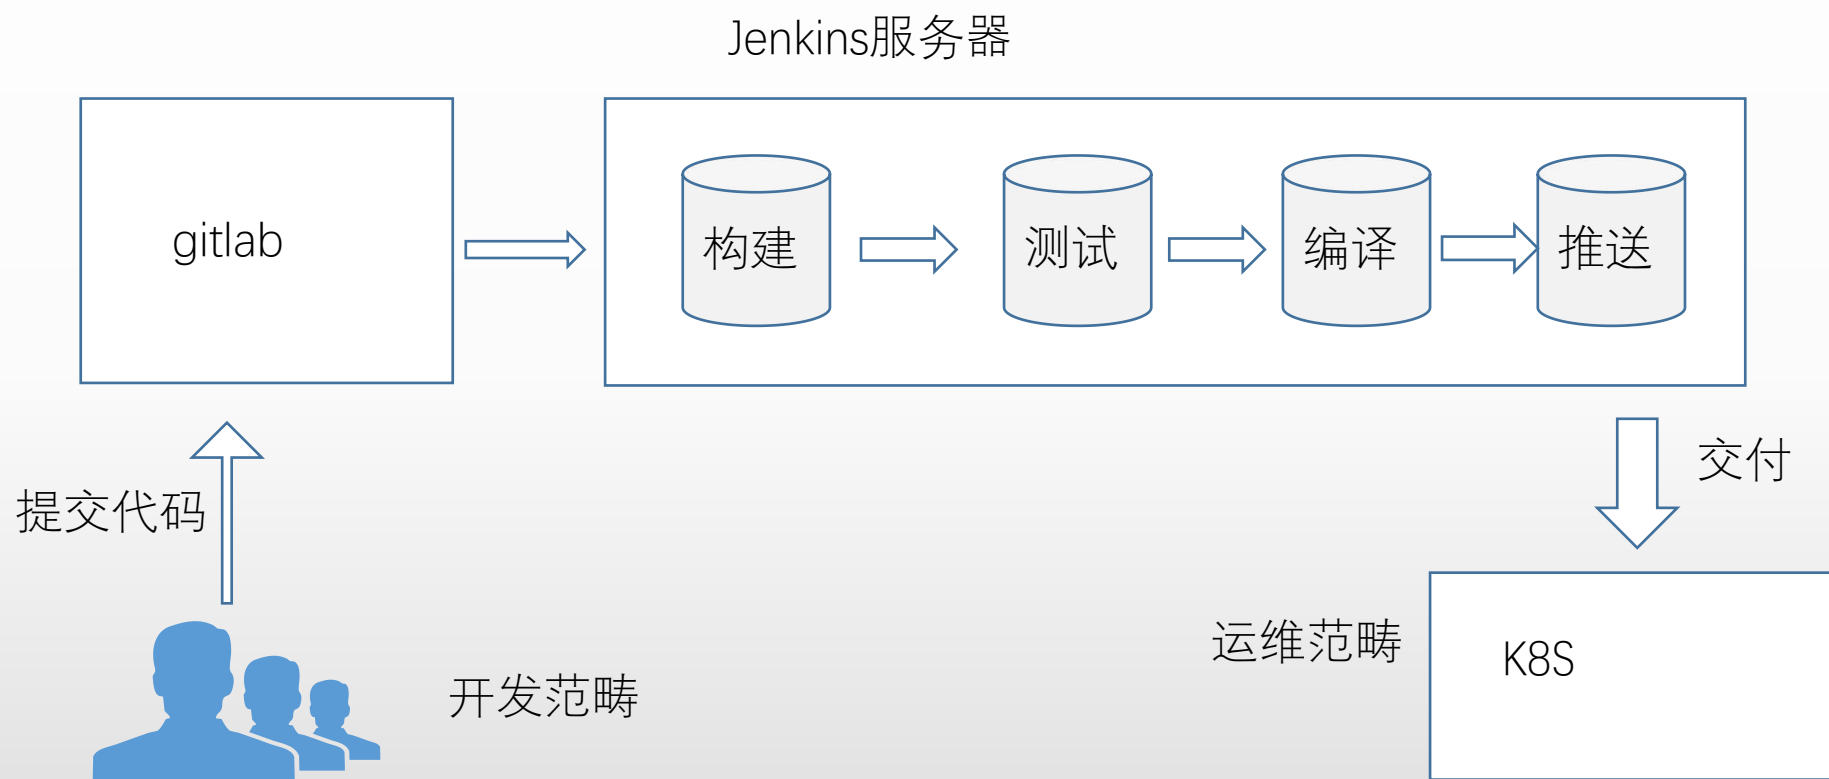 Jenkins服务器
gitlab
构建
测试
编译
推送
交付
提交代码
运维范畴
K8S
开发范畴